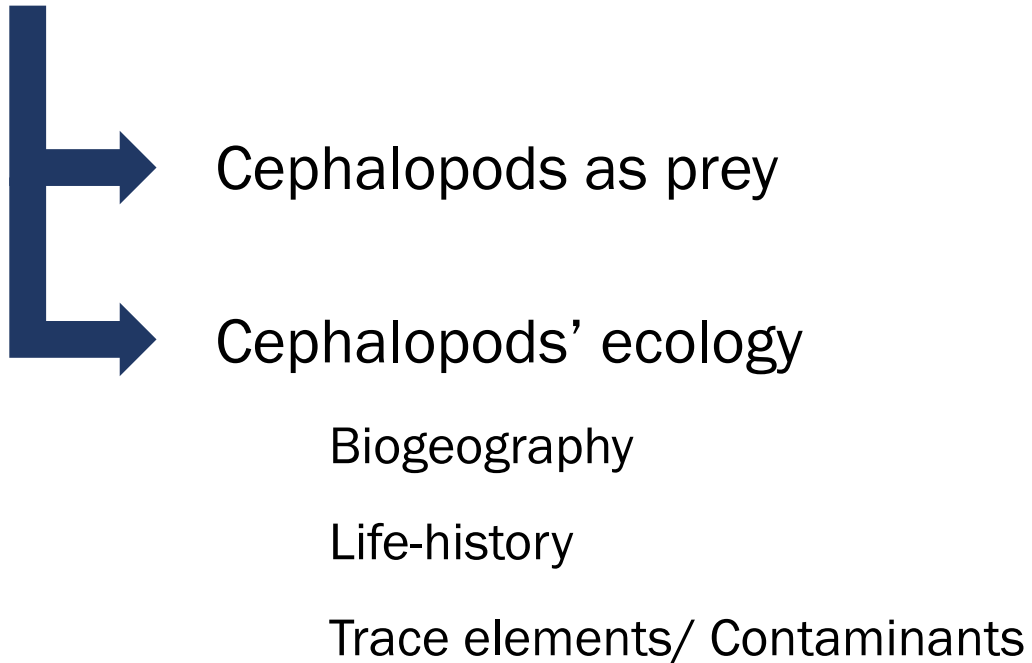 Cephalopods as prey
Cephalopods’ ecology
Biogeography
Life-history
Trace elements/ Contaminants